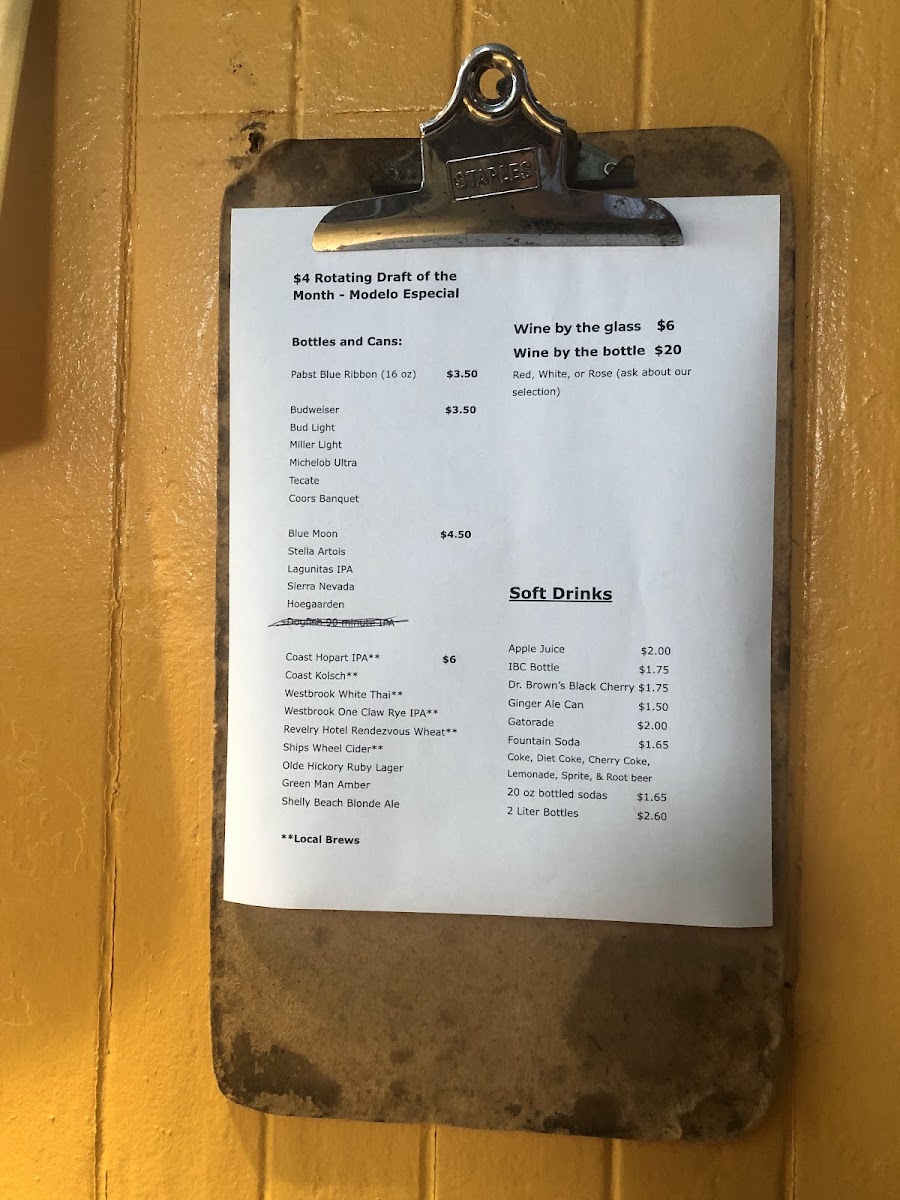 STAPLES
$4 Rotating Draft of the
Month - Modelo Especial
Bottles and Cans:
Pabst Blue Ribbon (16 oz) $3.50
Budweiser $3.50
Bud Light
Miller Light
Michelob Ultra
Tecate
Coors Banquet
Blue Moon $4.50
Stella Artois
Lagunitas IPA
Sierra Nevada
Hoegaarden
Dogfish 90 minute IPA
Coast Hopart IPA** $6
Coast Kolsch**
Westbrook White Thai**
Westbrook One Claw Rye IPA**
Revelry Hotel Rendezvous Wheat**
Ships Wheel Cider**
Olde Hickory Ruby Lager
Green Man Amber
Shelly Beach Blonde Ale
**Local Brews
Wine by the glass $6
Wine by the bottle $20
Red, White, or Rose (ask about our
selection)
Soft Drinks
Apple Juice $2.00
IBC Bottle $1.75
Dr. Brown's Black Cherry $1.75
Ginger Ale Can $1.50
Gatorade $2.00
Fountain Soda $1.65
Coke, Diet Coke, Cherry Coke,
Lemonade, Sprite, & Root beer
20 oz bottled sodas $1.65
2 Liter Bottles $2.60